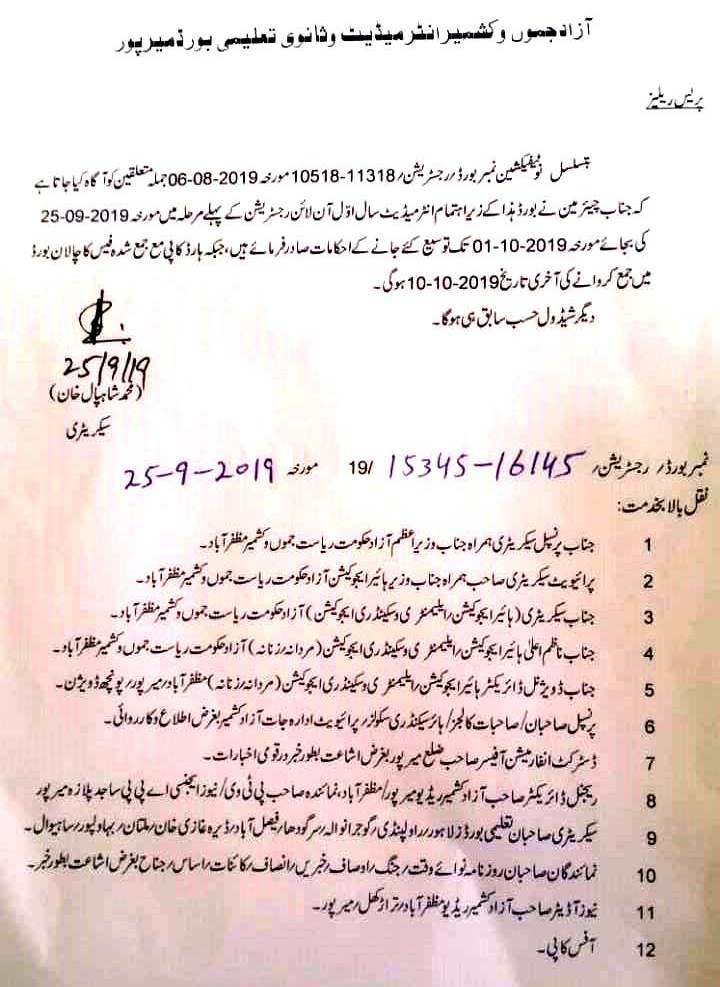 آزاد جموں وکشمیر انٹرمیڈیٹ وثانوی تعلیمی بورڈ میرپور
پریس ریلیز
بتسلسل نوٹیفکیشن نمبر بورڈ/رجسٹریشن/11318-10518 مورخہ 2019-08-06 جملہ متعلقین کو آگاہ کیا جاتا ہے
کہ جناب چیئرمین نے بورڈ ہذا کے زیر اہتمام انٹرمیڈیٹ سال اوّل آن لائن رجسٹریشن کے پہلے مرحلہ میں مورخہ 2019-09-25
کی بجائے مورخہ 2019-10-01 تک توسیع کئے جانے کے احکامات صادر فرمائے ہیں، جبکہ ہارڈ کاپی مع جمع شدہ فیس کا چالان بورڈ
میں جمع کروانے کی آخری تاریخ 2019-10-10 ہوگی۔
دیگر شیڈول حسب سابق ہی ہوگا۔
25/9/19
(محمد شاہپال خان)
سیکریٹری
نمبر بورڈ/ رجسٹریشن/ 15345-16145 /19 مورخہ 25-9-2019
نقل بالا بخدمت:
1 جناب پرنسپل سیکریٹری ہمراہ جناب وزیراعظم آزاد حکومت ریاست جموں وکشمیر مظفرآباد۔
2 پرائیویٹ سیکریٹری صاحب ہمراہ جناب وزیر ہائیر ایجوکیشن آزاد حکومت ریاست جموں وکشمیر مظفرآباد۔
3 جناب سیکریٹری (ہائیر ایجوکیشن/ایلیمنٹری وسیکینڈری ایجوکیشن) آزاد حکومت ریاست جموں وکشمیر مظفرآباد۔
4 جناب ناظم اعلیٰ ہائیر ایجوکیشن/ایلیمنٹری وسیکینڈری ایجوکیشن (مردانہ/زنانہ) آزاد حکومت ریاست جموں وکشمیر مظفرآباد۔
5 جناب ڈویژنل ڈائریکٹر ہائیر ایجوکیشن/ایلیمنٹری وسیکینڈری ایجوکیشن (مردانہ/زنانہ) مظفرآباد/میرپور/پونچھ ڈویژن۔
6 پرنسپل صاحبان/صاحبات کالجز/ہائر سیکنڈری سکولز/پرائیویٹ ادارہ جات آزاد کشمیر بغرض اطلاع وکارروائی۔
7 ڈسٹرکٹ انفارمیشن آفیسر صاحب ضلع میرپور بغرض اشاعت بطور خبر در قومی اخبارات۔
8 ریجنل ڈائریکٹر صاحب آزاد کشمیر ریڈیو میرپور/مظفرآباد، نمائندہ صاحب پی ٹی وی/نیوز ایجنسی اے پی پی ساجد پلازہ میرپور
9 سیکریٹری صاحبان تعلیمی بورڈز لاہور/راولپنڈی/گوجرانوالہ/سرگودھا/فیصل آباد/ڈیرہ غازی خان/ملتان/بہاولپور/ساہیوال۔
10 نمائندگان صاحبان روزنامہ نوائے وقت/جنگ/اوصاف/خبریں/انصاف/کائنات/اساس/جناح بغرض اشاعت بطور خبر۔
11 نیوز آڈیٹر صاحب آزاد کشمیر ریڈیو مظفرآباد/تراڑکھل/میرپور۔
12 آفس کاپی۔